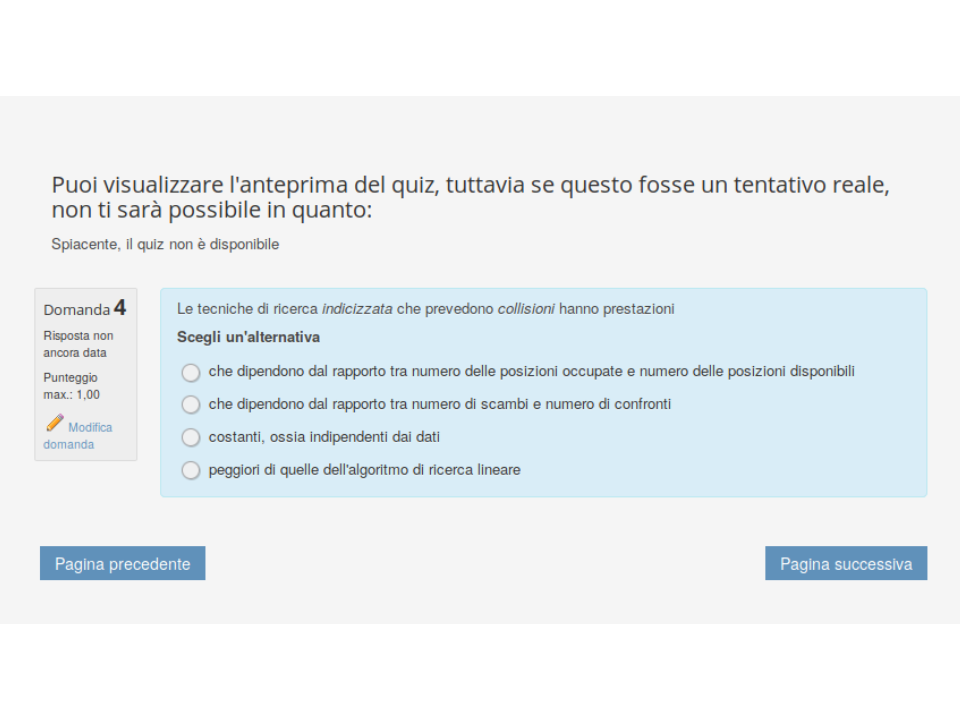 Puoi visualizzare l'anteprima del quiz, tuttavia se questo fosse un tentativo reale,
non ti sarà possibile in quanto:
Spiacente, il quiz non è disponibile
Domanda 4
Risposta non
ancora data
Punteggio
max.: 1,00
Modifica
domanda
Le tecniche di ricerca indicizzata che prevedono collisioni hanno prestazioni
Scegli un'alternativa
che dipendono dal rapporto tra numero delle posizioni occupate e numero delle posizioni disponibili
che dipendono dal rapporto tra numero di scambi e numero di confronti
costanti, ossia indipendenti dai dati
peggiori di quelle dell'algoritmo di ricerca lineare
Pagina precedente
Pagina successiva